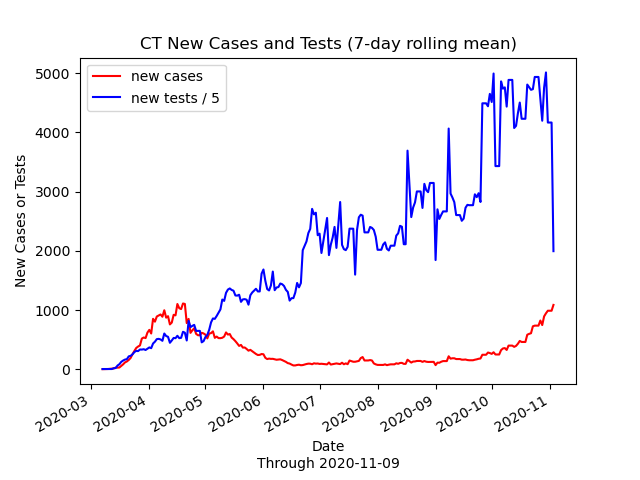 CT New Cases and Tests (7-day rolling mean)
new cases
new tests / 5
5000
4000
3000
2000
1000
0
New Cases or Tests
2020-03
2020-04
2020-05
2020-06
2020-07
2020-08
2020-09
2020-10
2020-11
Date
Through 2020-11-09